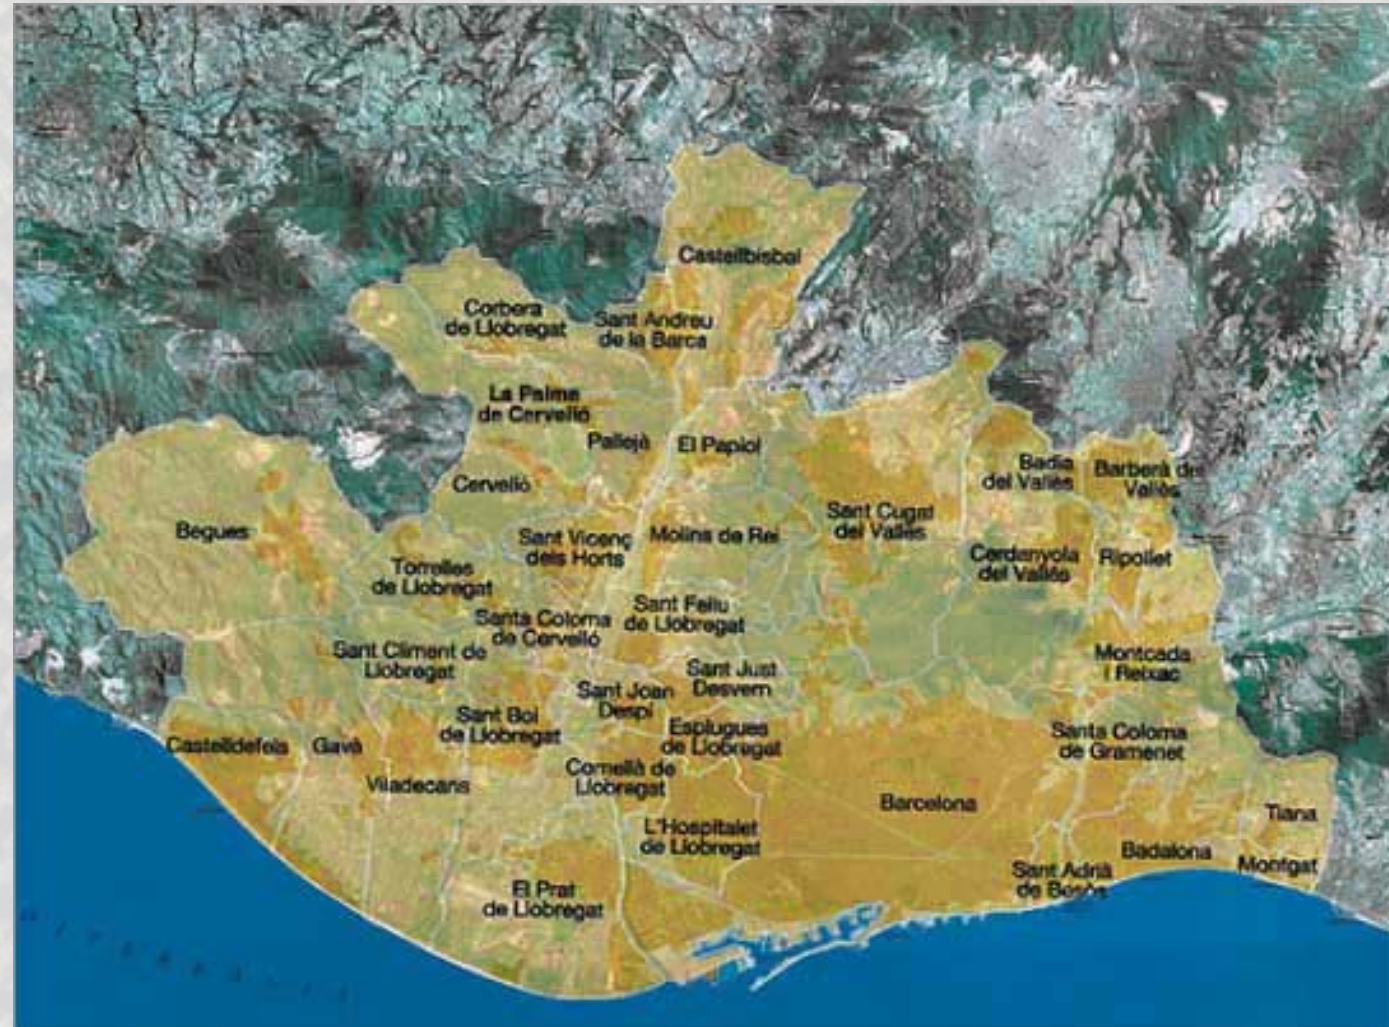 Castellbisbal
Corbera
de Llobregat
Sant Andreu
de la Barca
La Palma
de Cervelló
Pallejà
El Papiol
Badia
del Vallès
Barberà del
Vallès
Cervelló
Sant Cugat
del Vallès
Begues
Sant Vicenç
dels Horts
Molins de Rei
Cerdanyola
del Vallès
Ripollet
Torrelles
de Llobregat
Santa Coloma
de Cervelló
Sant Feliu
de Llobregat
Sant Climent de
Llobregat
Sant Just
Desvern
Montcada
i Reixac
Sant Joan
Despí
Castelldefels
Gavà
Sant Boi
de Llobregat
Esplugues
de Llobregat
Santa Coloma
de Gramenet
Viladecans
Cornellà de
Llobregat
Barcelona
Tiana
L'Hospitalet
de Llobregat
Badalona
Montgat
Sant Adrià
de Besòs
El Prat
de Llobregat